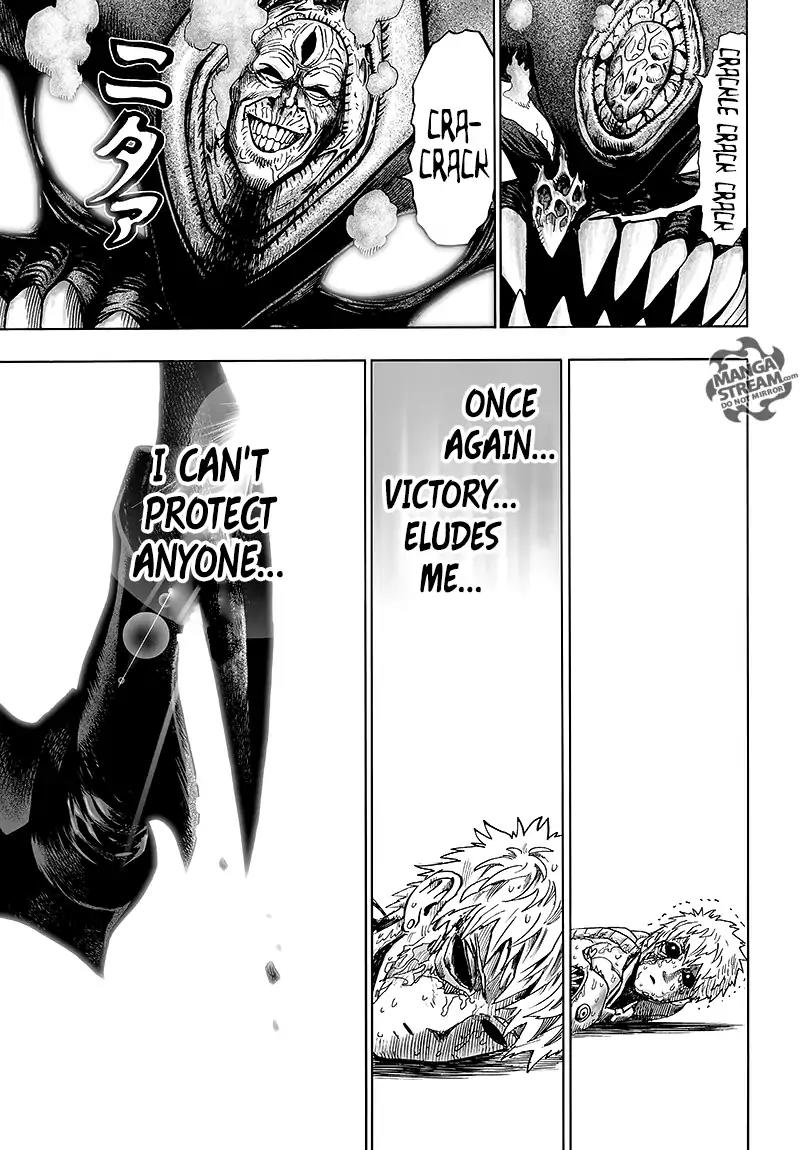 CRACKLE CRACK CRACK
CRA-
CRACK
ニタァ
MANGA
STREAM.com
DO NOT MIRROR
ONCE
AGAIN...
VICTORY...
ELUDES
ME...
I CAN'T
PROTECT
ANYONE...